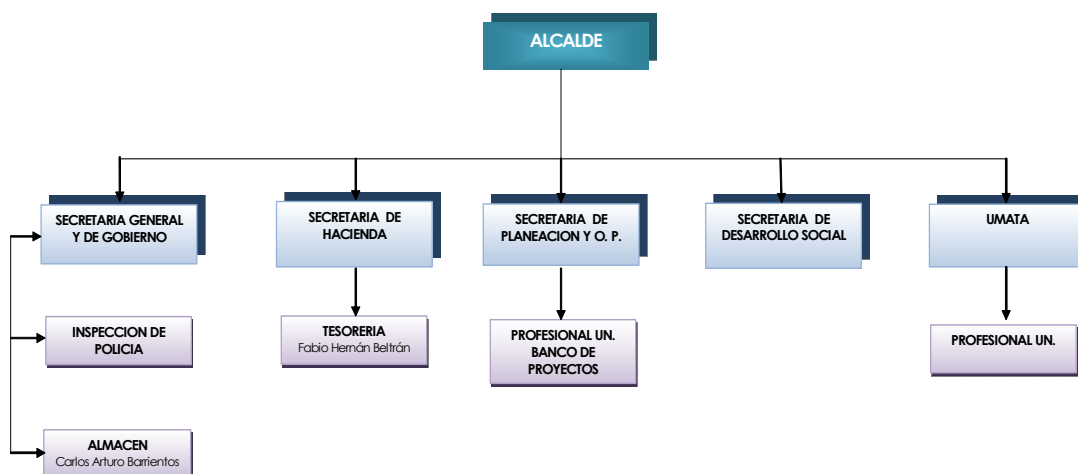 ALCALDE
SECRETARIA GENERAL
Y DE GOBIERNO
SECRETARIA DE
HACIENDA
SECRETARIA DE
PLANEACION Y O. P.
SECRETARIA DE
DESARROLLO SOCIAL
UMATA
INSPECCION DE
POLICIA
TESORERIA
Fabio Hernán Beltrán
PROFESIONAL UN.
BANCO DE
PROYECTOS
PROFESIONAL UN.
ALMACEN
Carlos Arturo Barrientos